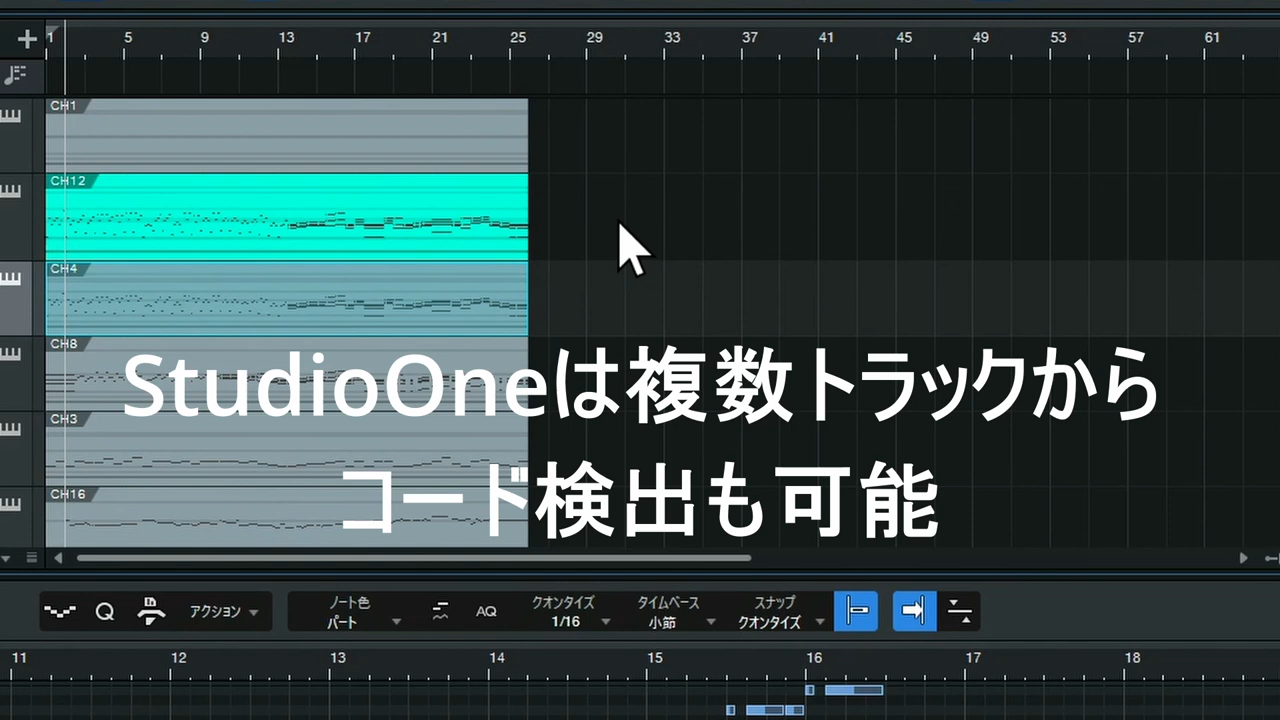 1 5 9 13 17 21 25 29 33 37 41 45 49 53 57 61
CH1
CH12
CH4
CH8
StudioOneは複数トラックから
CH3
コード検出も可能
CH16
Q アクション ノート色 パート AQ クオンタイズ 1/16 タイムベース 小節 スナップ クオンタイズ
11 12 13 14 15 16 17 18